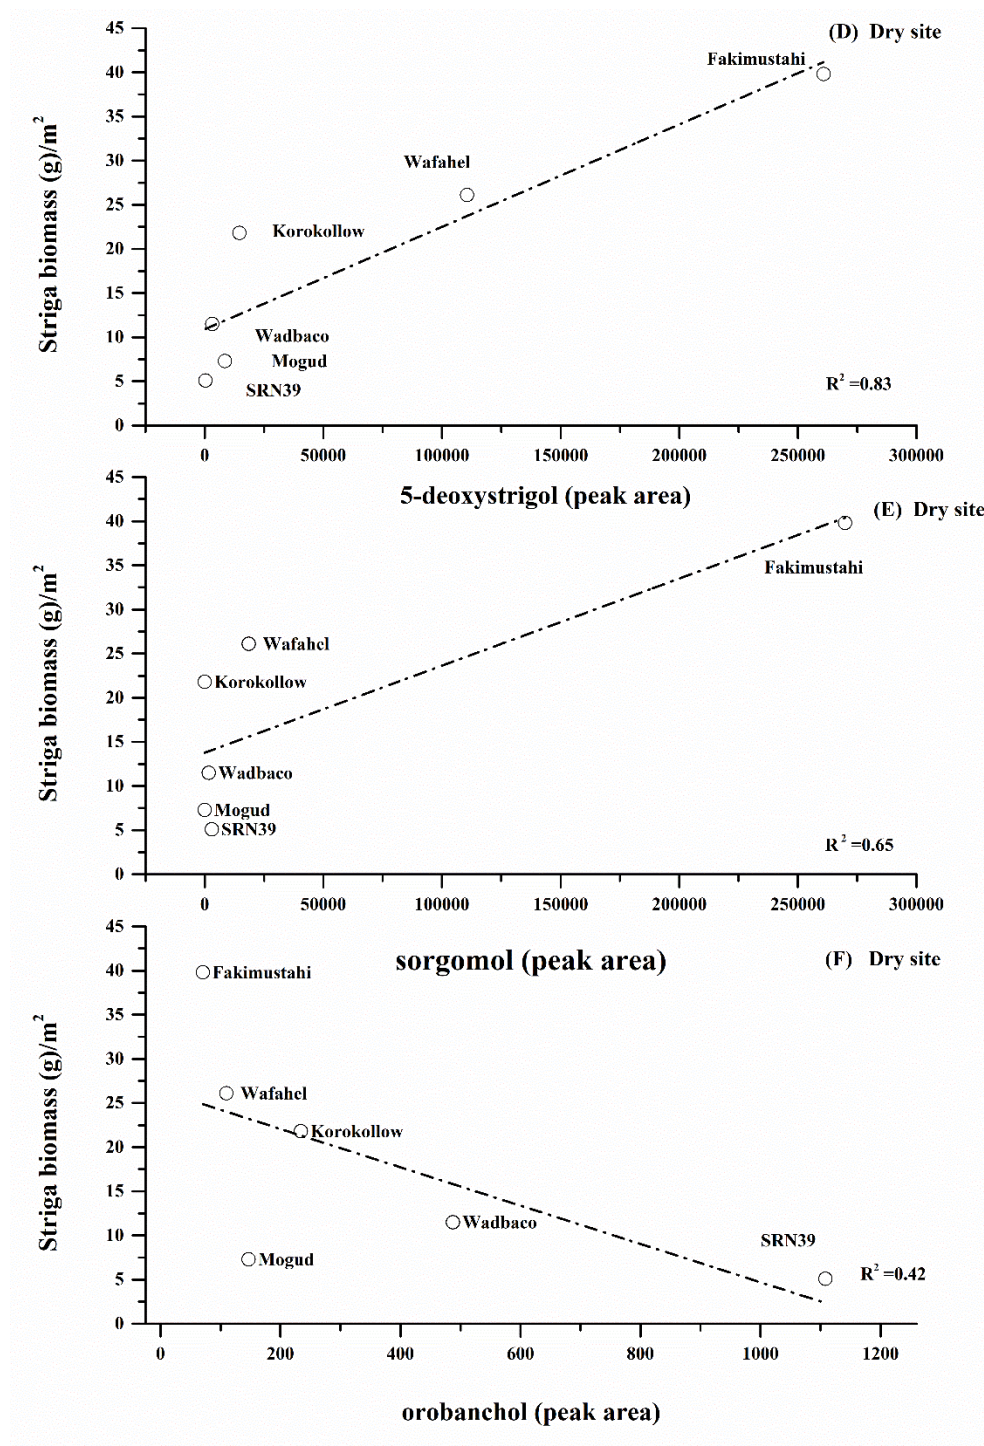 (D) Dry site
45
40
35
30
25
20
15
10
5
0
Striga biomass (g)/m²
Fakimustahi
Wafahel
Korokollow
Wadbaco
Mogud
SRN39
R² =0.83
0 50000 100000 150000 200000 250000 300000
5-deoxystrigol (peak area)
(E) Dry site
45
40
35
30
25
20
15
10
5
0
Striga biomass (g)/m²
Fakimustahi
Wafahel
Korokollow
Wadbaco
Mogud
SRN39
R² =0.65
0 50000 100000 150000 200000 250000 300000
sorgomol (peak area)
(F) Dry site
45
40
35
30
25
20
15
10
5
0
Striga biomass (g)/m²
Fakimustahi
Wafahel
Korokollow
Wadbaco
SRN39
Mogud
R² =0.42
0 200 400 600 800 1000 1200
orobanchol (peak area)